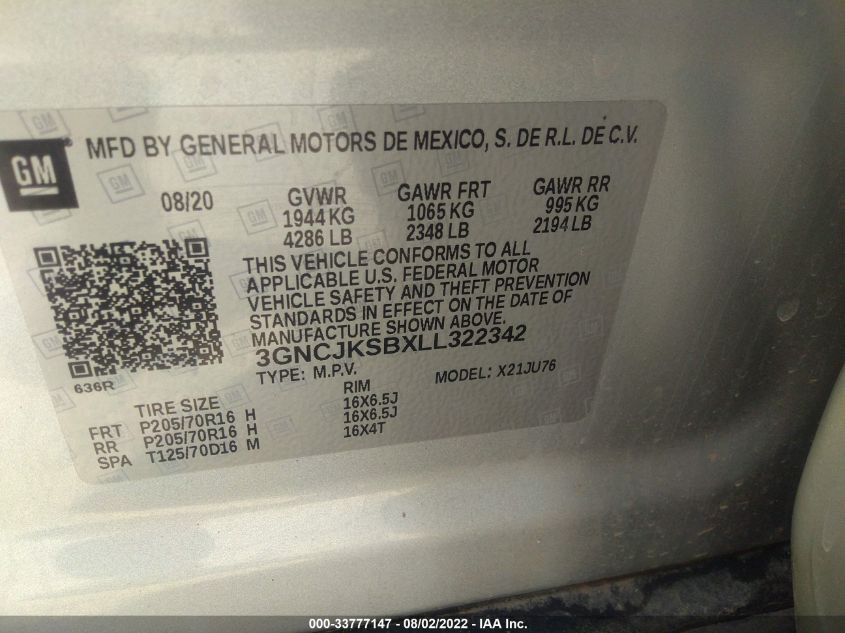 GM
MFD BY GENERAL MOTORS DE MEXICO, S. DE R.L. DE C.V.
08/20
GVWR
1944 KG
4286 LB
GAWR FRT
1065 KG
2348 LB
GAWR RR
995 KG
2194 LB
THIS VEHICLE CONFORMS TO ALL
APPLICABLE U.S. FEDERAL MOTOR
VEHICLE SAFETY AND THEFT PREVENTION
STANDARDS IN EFFECT ON THE DATE OF
MANUFACTURE SHOWN ABOVE.
3GNCJKSBXLL322342
TYPE: M.P.V.
MODEL: X21JU76
636R
TIRE SIZE RIM
FRT P205/70R16 H 16X6.5J
RR P205/70R16 H 16X6.5J
SPA T125/70D16 M 16X4T
000-33777147 - 08/02/2022 - IAA Inc.